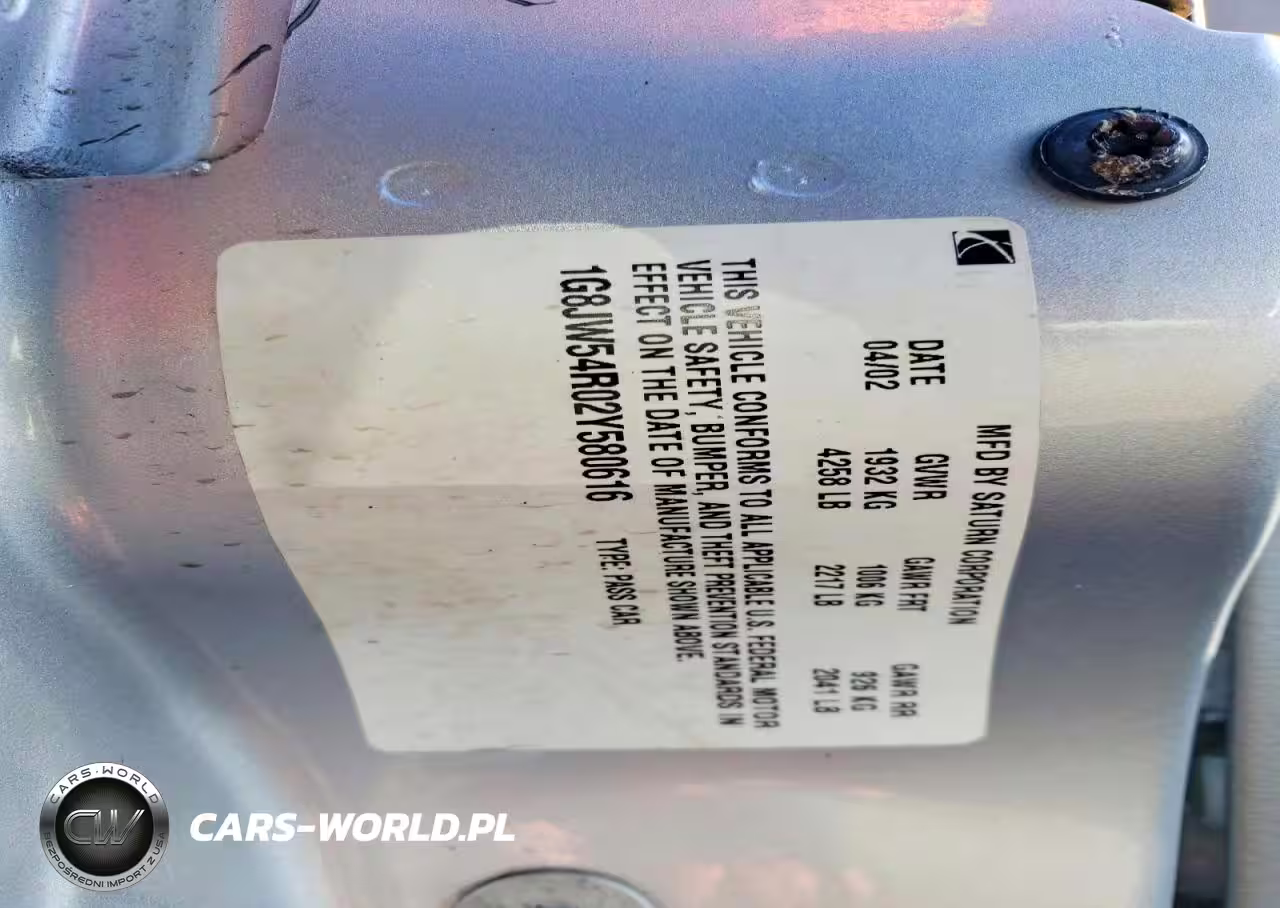 MFD BY SATURN CORPORATION
DATE GVWR GAWR FRT GAWR RR
04/02 1932 KG 1006 KG 926 KG
4258 LB 2217 LB 2041 LB
THIS VEHICLE CONFORMS TO ALL APPLICABLE U.S. FEDERAL MOTOR
VEHICLE SAFETY, BUMPER, AND THEFT PREVENTION STANDARDS IN
EFFECT ON THE DATE OF MANUFACTURE SHOWN ABOVE.
1G8JW54R02Y580616 TYPE: PASS CAR
CARS-WORLD
CW
BEZPOŚREDNI IMPORT Z USA
CARS-WORLD.PL